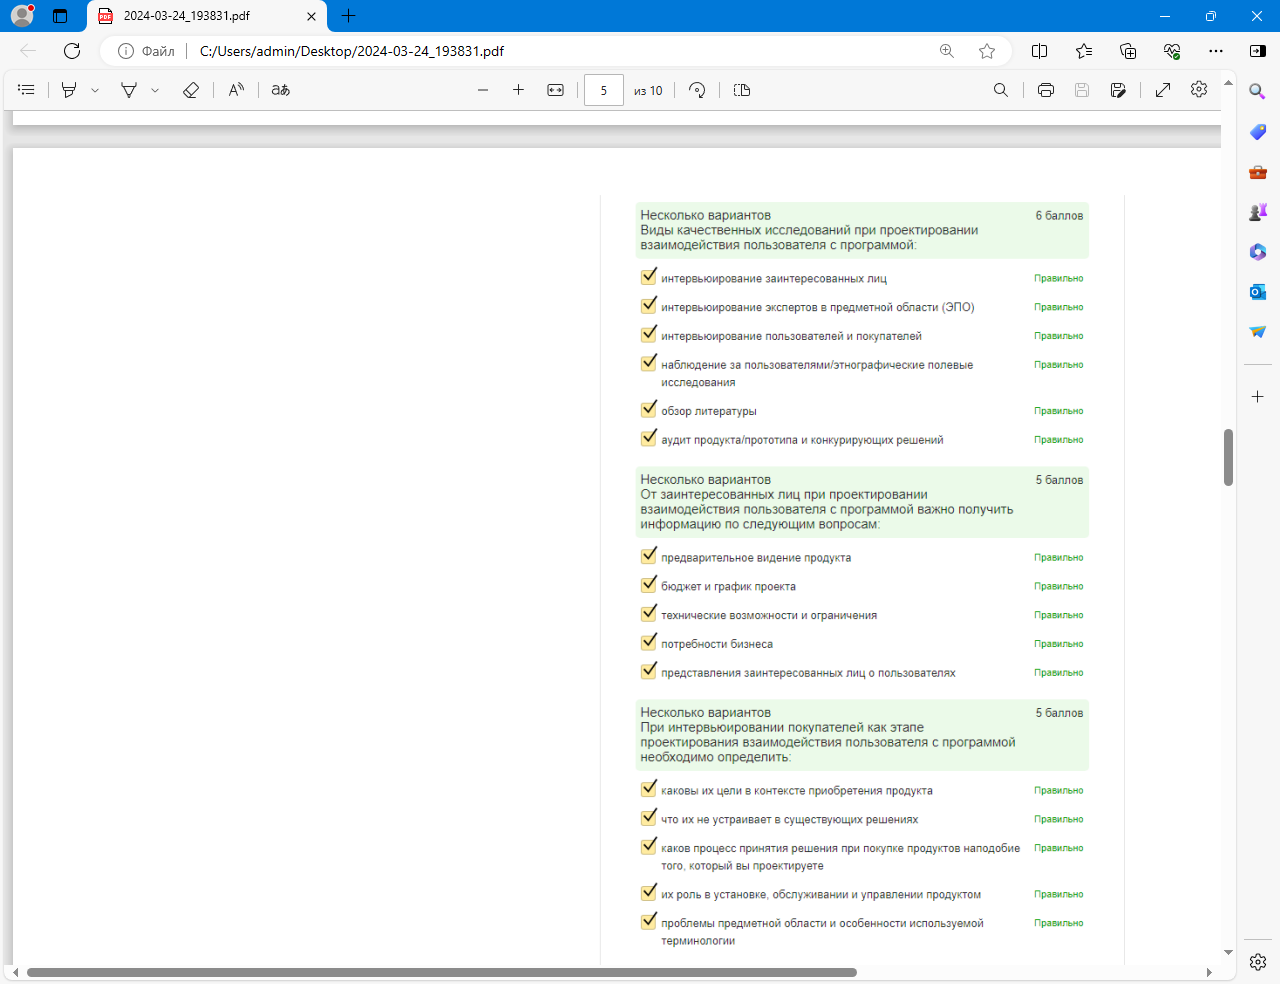 2024-03-24_193831.pdf
Файл
C:/Users/admin/Desktop/2024-03-24_193831.pdf
5
из 10
Несколько вариантов
6 баллов
Виды качественных исследований при проектировании
взаимодействия пользователя с программой:
интервьюирование заинтересованных лиц
Правильно
интервьюирование экспертов в предметной области (ЭПО)
Правильно
интервьюирование пользователей и покупателей
Правильно
наблюдение за пользователями/этнографические полевые
Правильно
исследования
обзор литературы
Правильно
аудит продукта/прототипа и конкурирующих решений
Правильно
Несколько вариантов
5 баллов
От заинтересованных лиц при проектировании
взаимодействия пользователя с программой важно получить
информацию по следующим вопросам:
предварительное видение продукта
Правильно
бюджет и график проекта
Правильно
технические возможности и ограничения
Правильно
потребности бизнеса
Правильно
представления заинтересованных лиц о пользователях
Правильно
Несколько вариантов
5 баллов
При интервьюировании покупателей как этапе
проектирования взаимодействия пользователя с программой
необходимо определить:
каковы их цели в контексте приобретения продукта
Правильно
что их не устраивает в существующих решениях
Правильно
каков процесс принятия решения при покупке продуктов наподобие
Правильно
того, который вы проектируете
их роль в установке, обслуживании и управлении продуктом
Правильно
проблемы предметной области и особенности используемой
Правильно
терминологии